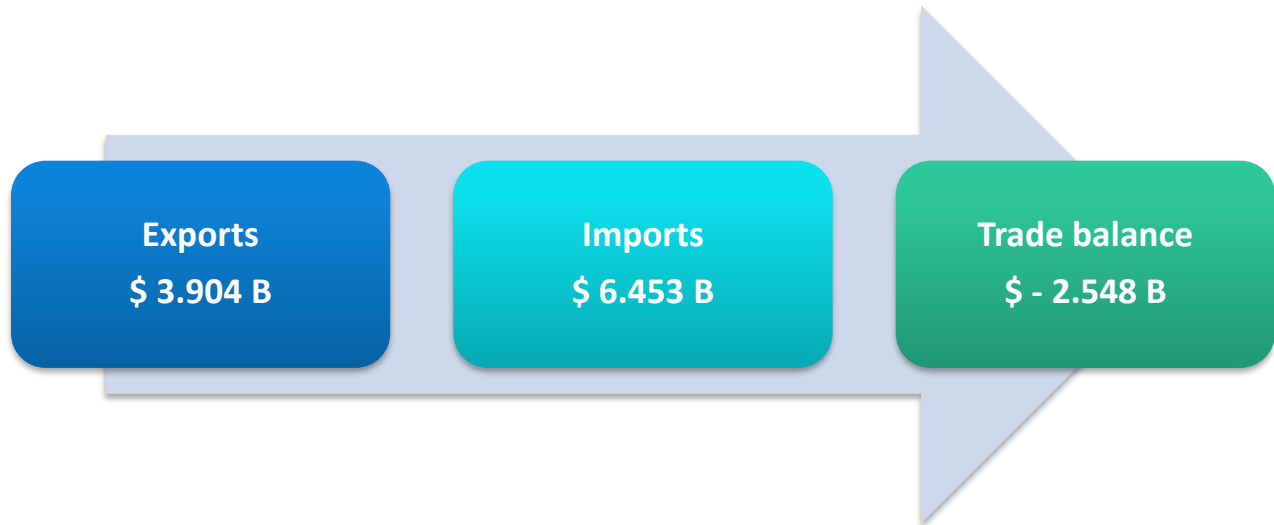 Exports
$ 3.904 B
Imports
$ 6.453 B
Trade balance
$ - 2.548 B